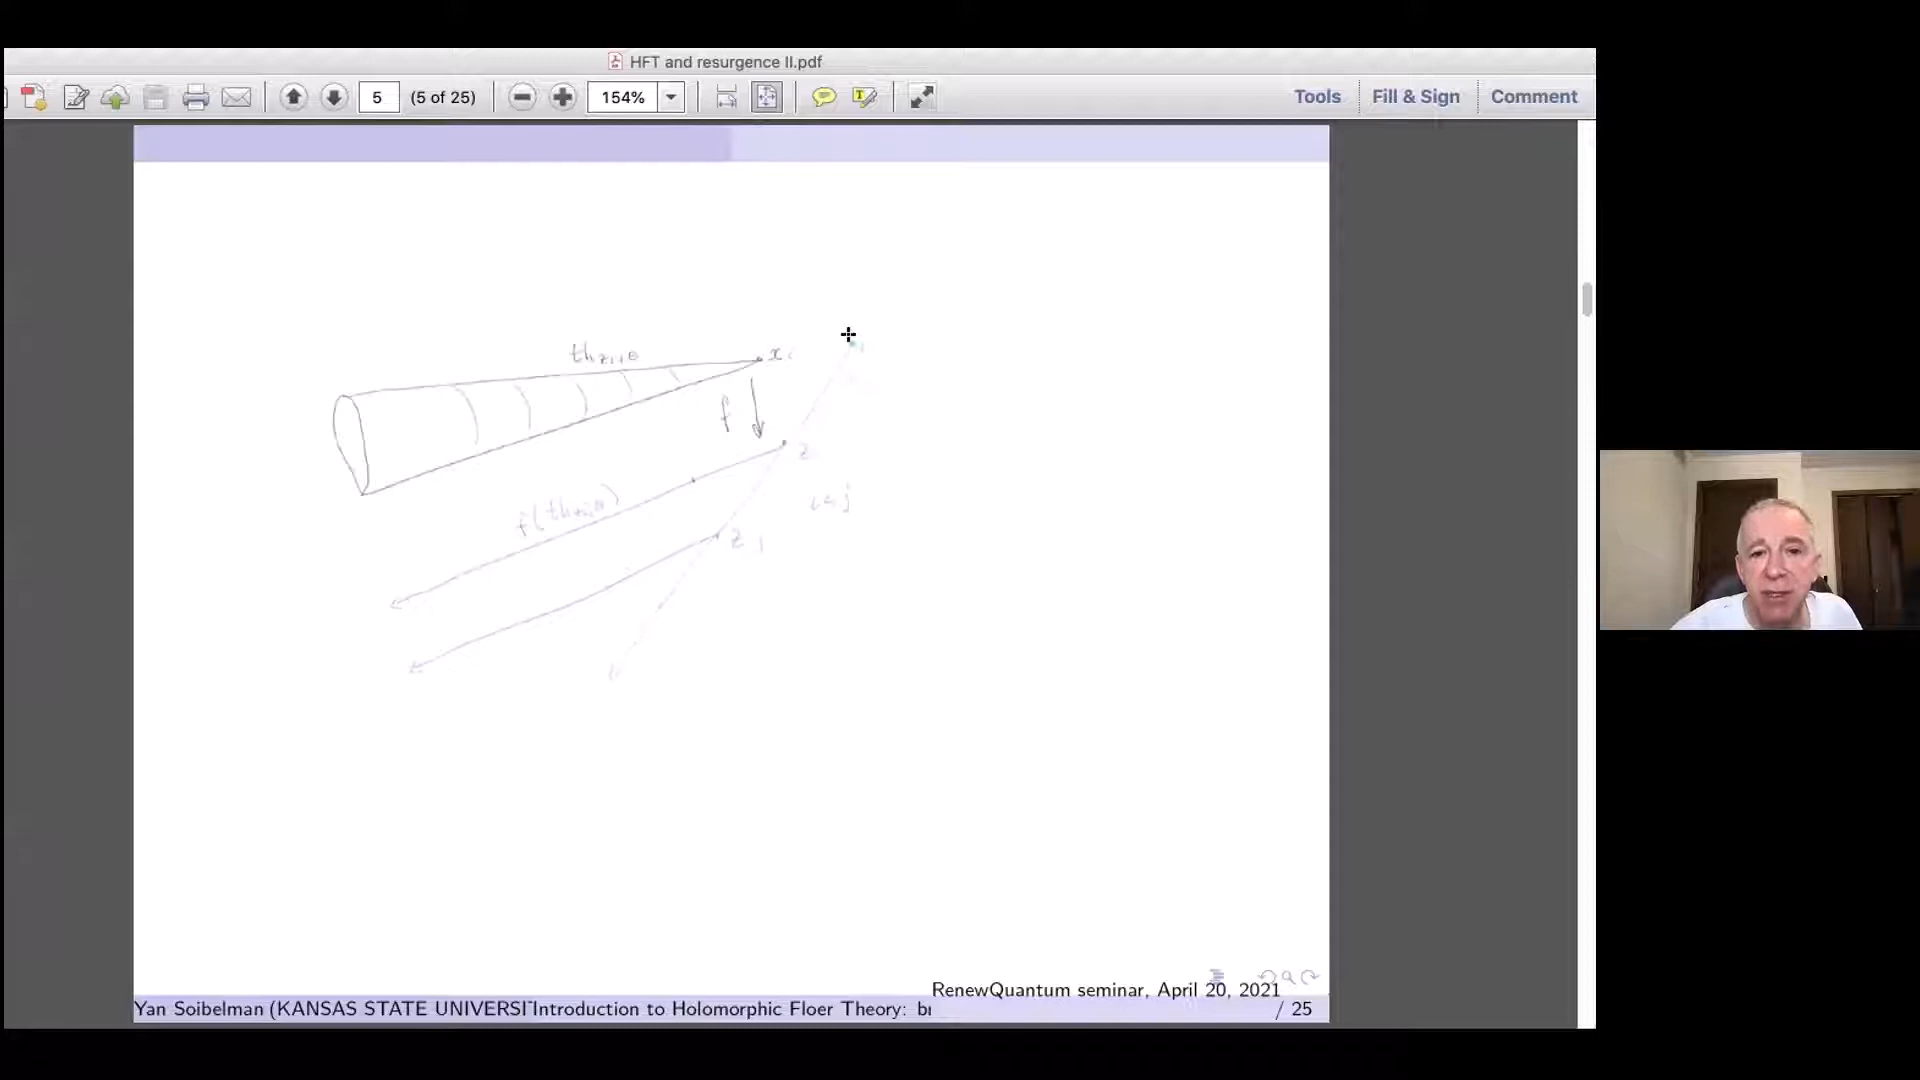 HFT and resurgence II.pdf
5 (5 of 25) 154% Tools Fill & Sign Comment
x
f
z
f(th
i<j
z j
RenewQuantum seminar, April 20, 2021
Yan Soibelman (KANSAS STATE UNIVERSI Introduction to Holomorphic Floer Theory: / 25